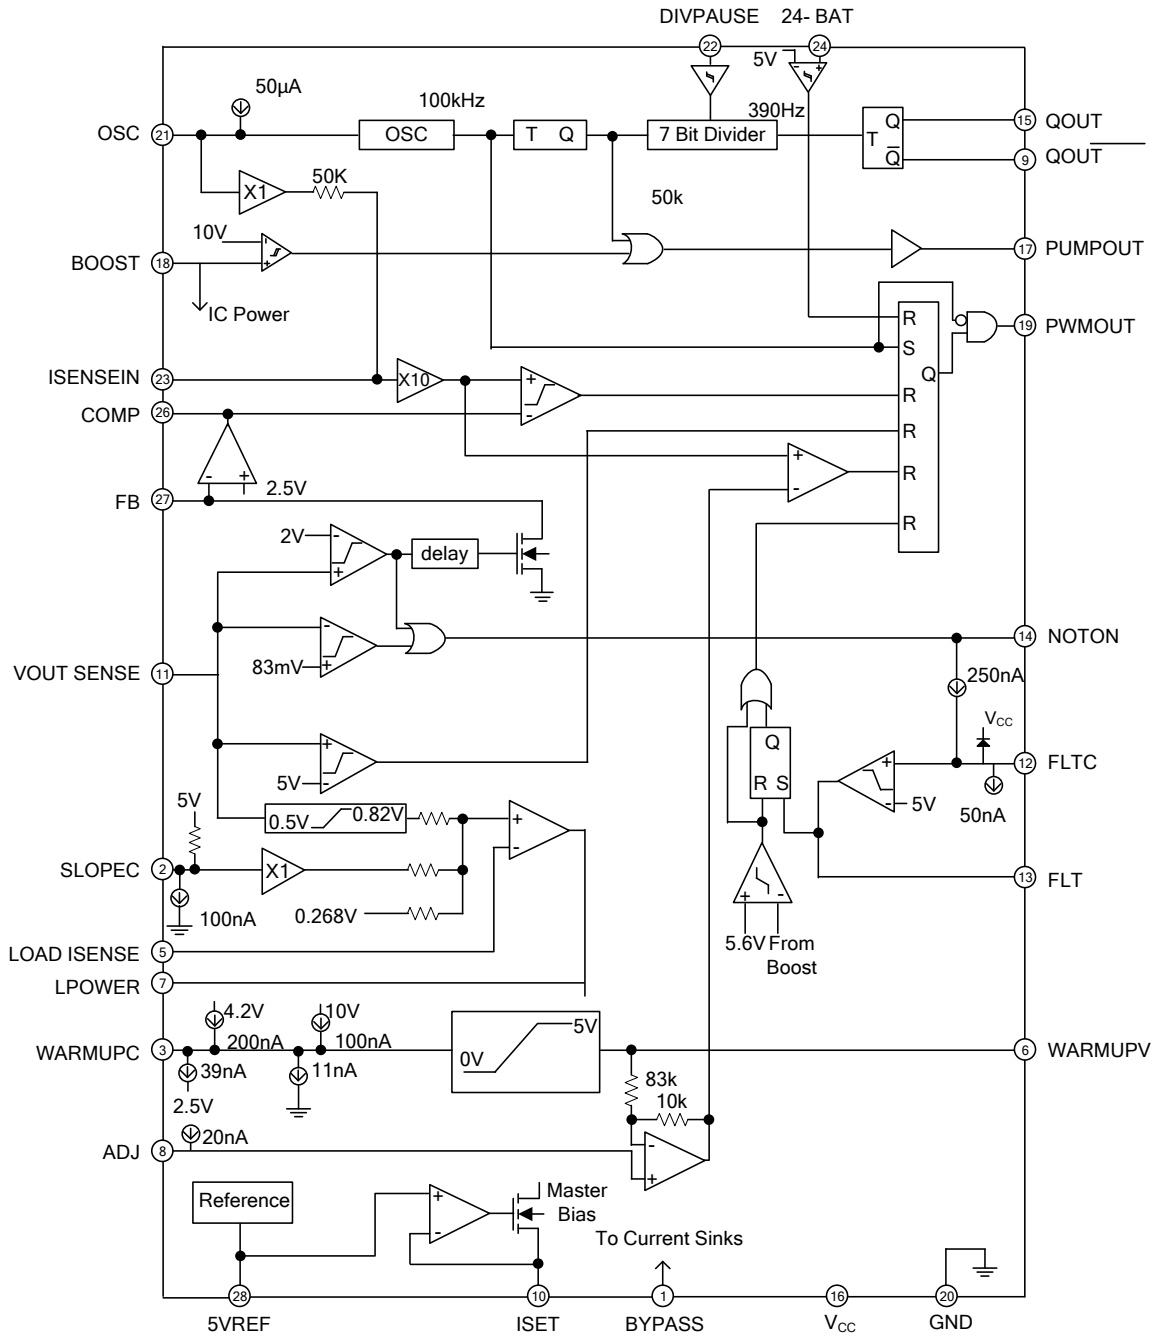 DIVPAUSE 24- BAT
22 24
5V
50µA
100kHz 390Hz
OSC 21 OSC T Q 7 Bit Divider T Q 15 QOUT
Q 9 QOUT
X1 50K
50k
10V - +
BOOST 18 17 PUMPOUT
IC Power
R 19 PWMOUT
S
Q
ISENSEIN 23 X10 + -
R
COMP 26
R
+ -
R
- + 2.5V
FB 27
R
2V - +
delay
- +
83mV
14 NOTON
VOUT SENSE 11
250nA
VCC
Q
R S
+ -
5V
12 FLTC
50nA
+ -
5V
5V
0.5V 0.82V
+ -
SLOPEC 2 X1
13 FLT
100nA
0.268V
+ -
5.6V From
Boost
LOAD ISENSE 5
LPOWER 7
4.2V 10V
200nA 100nA
WARMUPC 3 0V 5V 6 WARMUPV
39nA 11nA
2.5V
83k
10k
20nA
ADJ 8
- +
Reference
+ -
Master
Bias
To Current Sinks
28 10 1 16 20
5VREF ISET BYPASS VCC GND